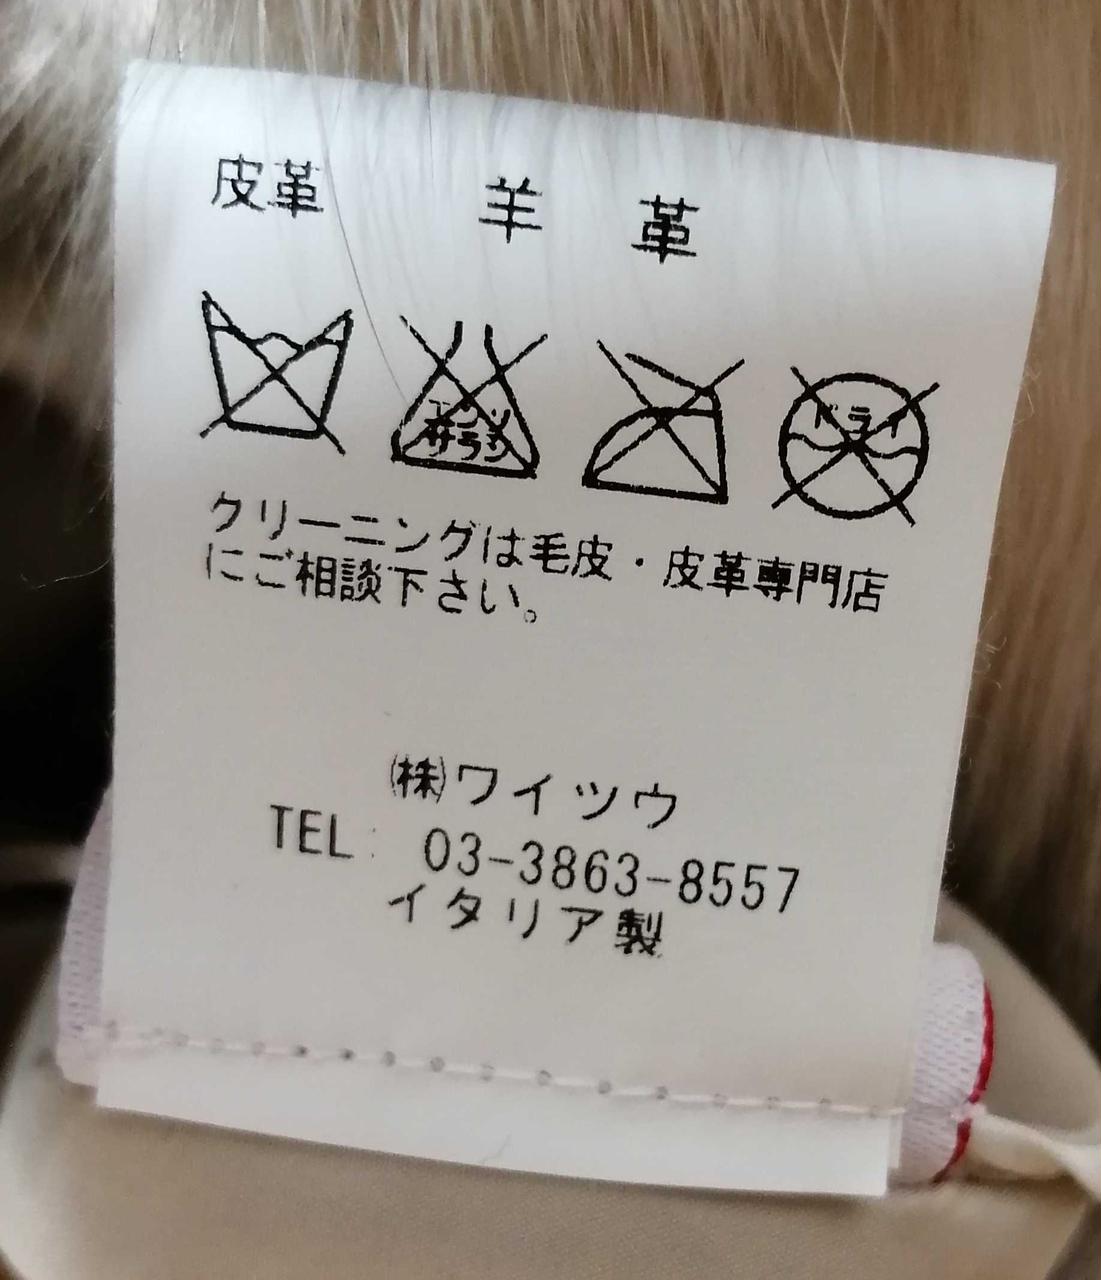 皮革 羊 革
エンソ
サラシ
ドライ
クリーニングは毛皮・皮革専門店
にご相談下さい。
㈱ワイツウ
TEL: 03-3863-8557
イタリア製